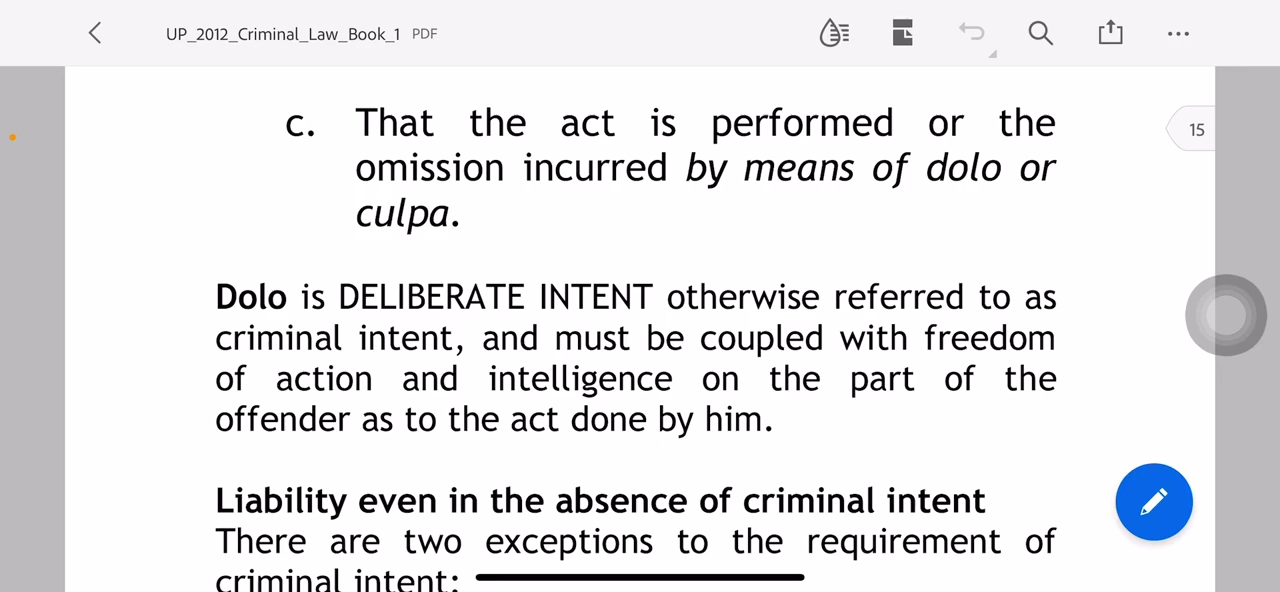 UP_2012_Criminal_Law_Book_1 PDF
15
c. That the act is performed or the
omission incurred by means of dolo or
culpa.
Dolo is DELIBERATE INTENT otherwise referred to as
criminal intent, and must be coupled with freedom
of action and intelligence on the part of the
offender as to the act done by him.
Liability even in the absence of criminal intent
There are two exceptions to the requirement of
criminal intent: